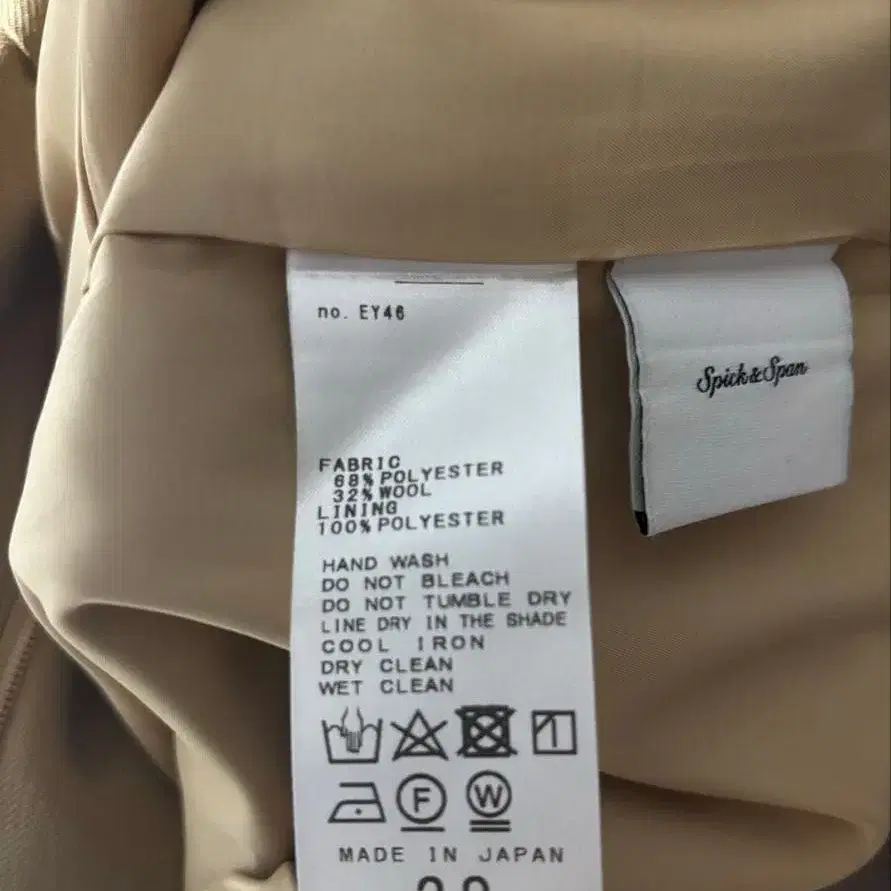 no. EY46
FABRIC
68% POLYESTER
32% WOOL
LINING
100% POLYESTER
HAND WASH
DO NOT BLEACH
DO NOT TUMBLE DRY
LINE DRY IN THE SHADE
COOL IRON
DRY CLEAN
WET CLEAN
F W
MADE IN JAPAN
Spick & Span